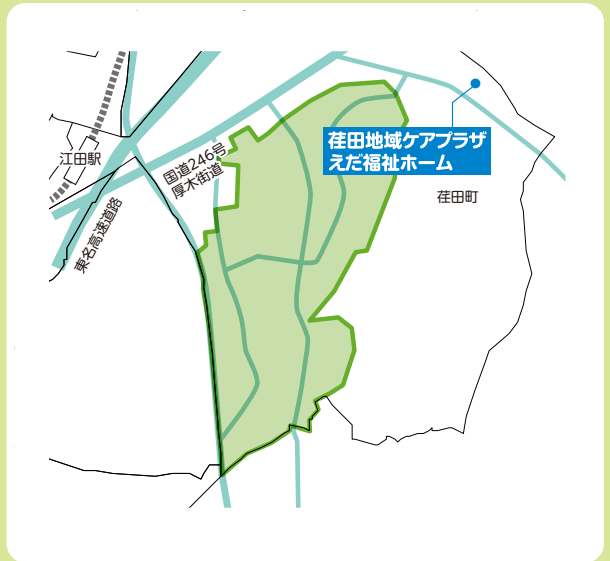 荏田地域ケアプラザ
えだ福祉ホーム
江田駅
国道246号
厚木街道
荏田町
東名高速道路